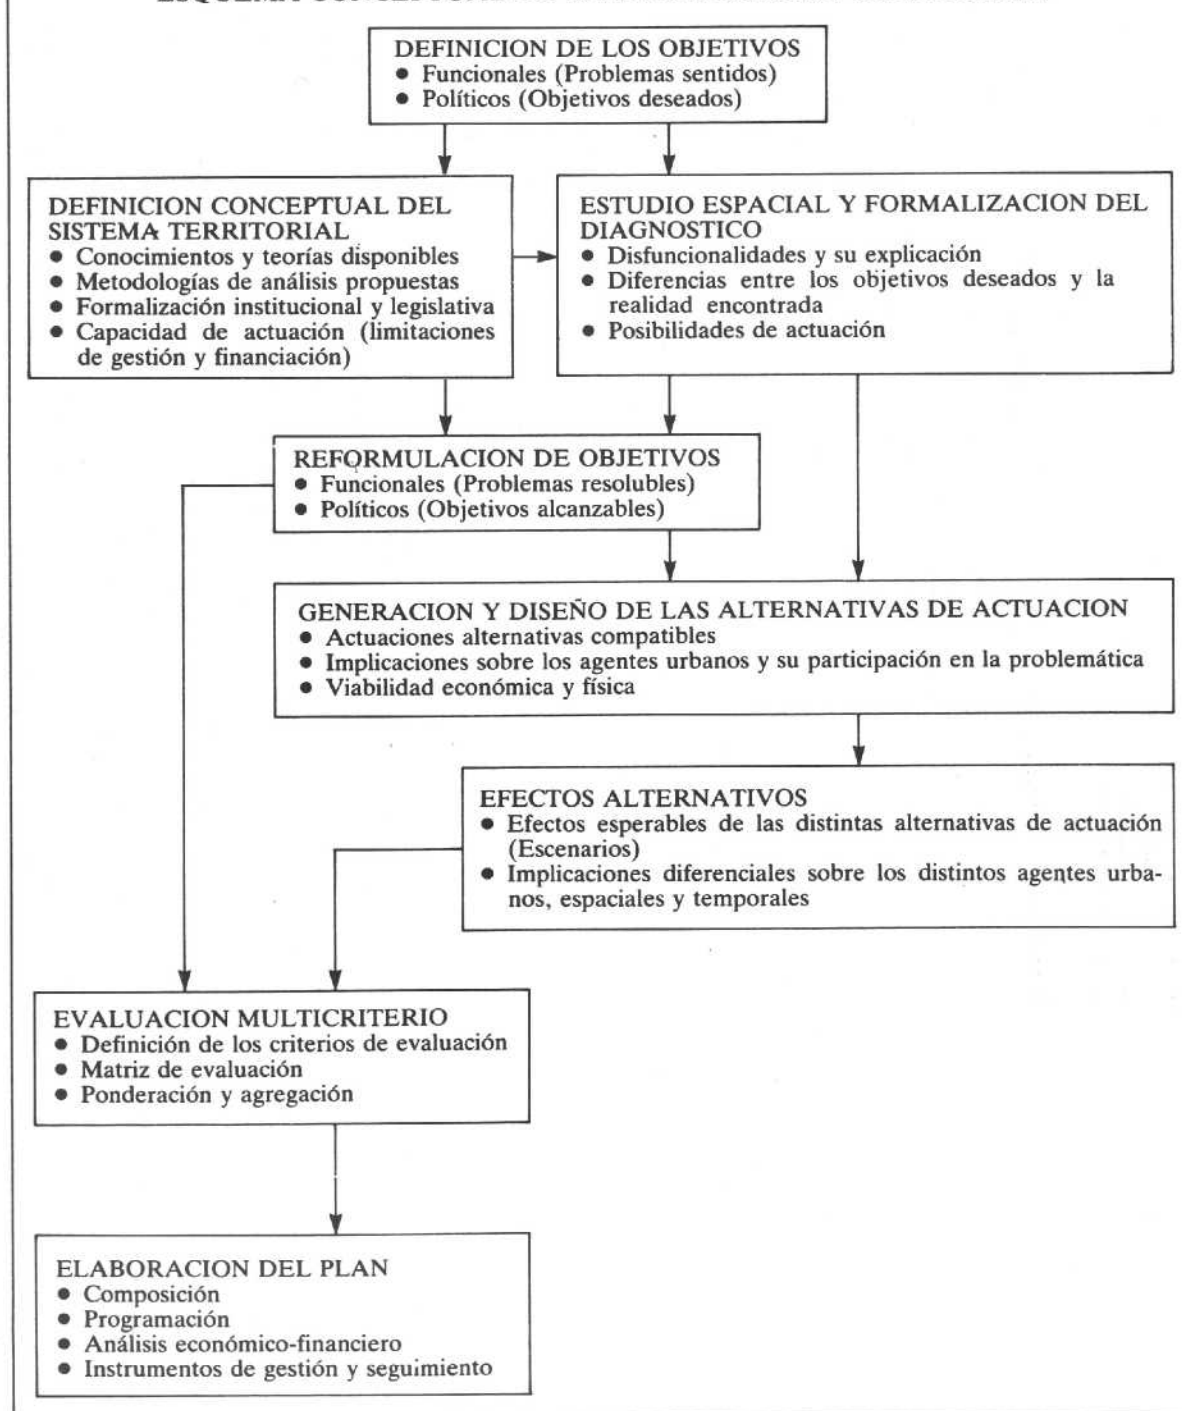 DEFINICION DE LOS OBJETIVOS
● Funcionales (Problemas sentidos)
● Políticos (Objetivos deseados)
DEFINICION CONCEPTUAL DEL
SISTEMA TERRITORIAL
● Conocimientos y teorías disponibles
● Metodologías de análisis propuestas
● Formalización institucional y legislativa
● Capacidad de actuación (limitaciones
de gestión y financiación)
ESTUDIO ESPACIAL Y FORMALIZACION DEL
DIAGNOSTICO
● Disfuncionalidades y su explicación
● Diferencias entre los objetivos deseados y la
realidad encontrada
● Posibilidades de actuación
REFORMULACION DE OBJETIVOS
● Funcionales (Problemas resolubles)
● Políticos (Objetivos alcanzables)
GENERACION Y DISEÑO DE LAS ALTERNATIVAS DE ACTUACION
● Actuaciones alternativas compatibles
● Implicaciones sobre los agentes urbanos y su participación en la problemática
● Viabilidad económica y física
EFECTOS ALTERNATIVOS
● Efectos esperables de las distintas alternativas de actuación
(Escenarios)
● Implicaciones diferenciales sobre los distintos agentes urba-
nos, espaciales y temporales
EVALUACION MULTICRITERIO
● Definición de los criterios de evaluación
● Matriz de evaluación
● Ponderación y agregación
ELABORACION DEL PLAN
● Composición
● Programación
● Análisis económico-financiero
● Instrumentos de gestión y seguimiento